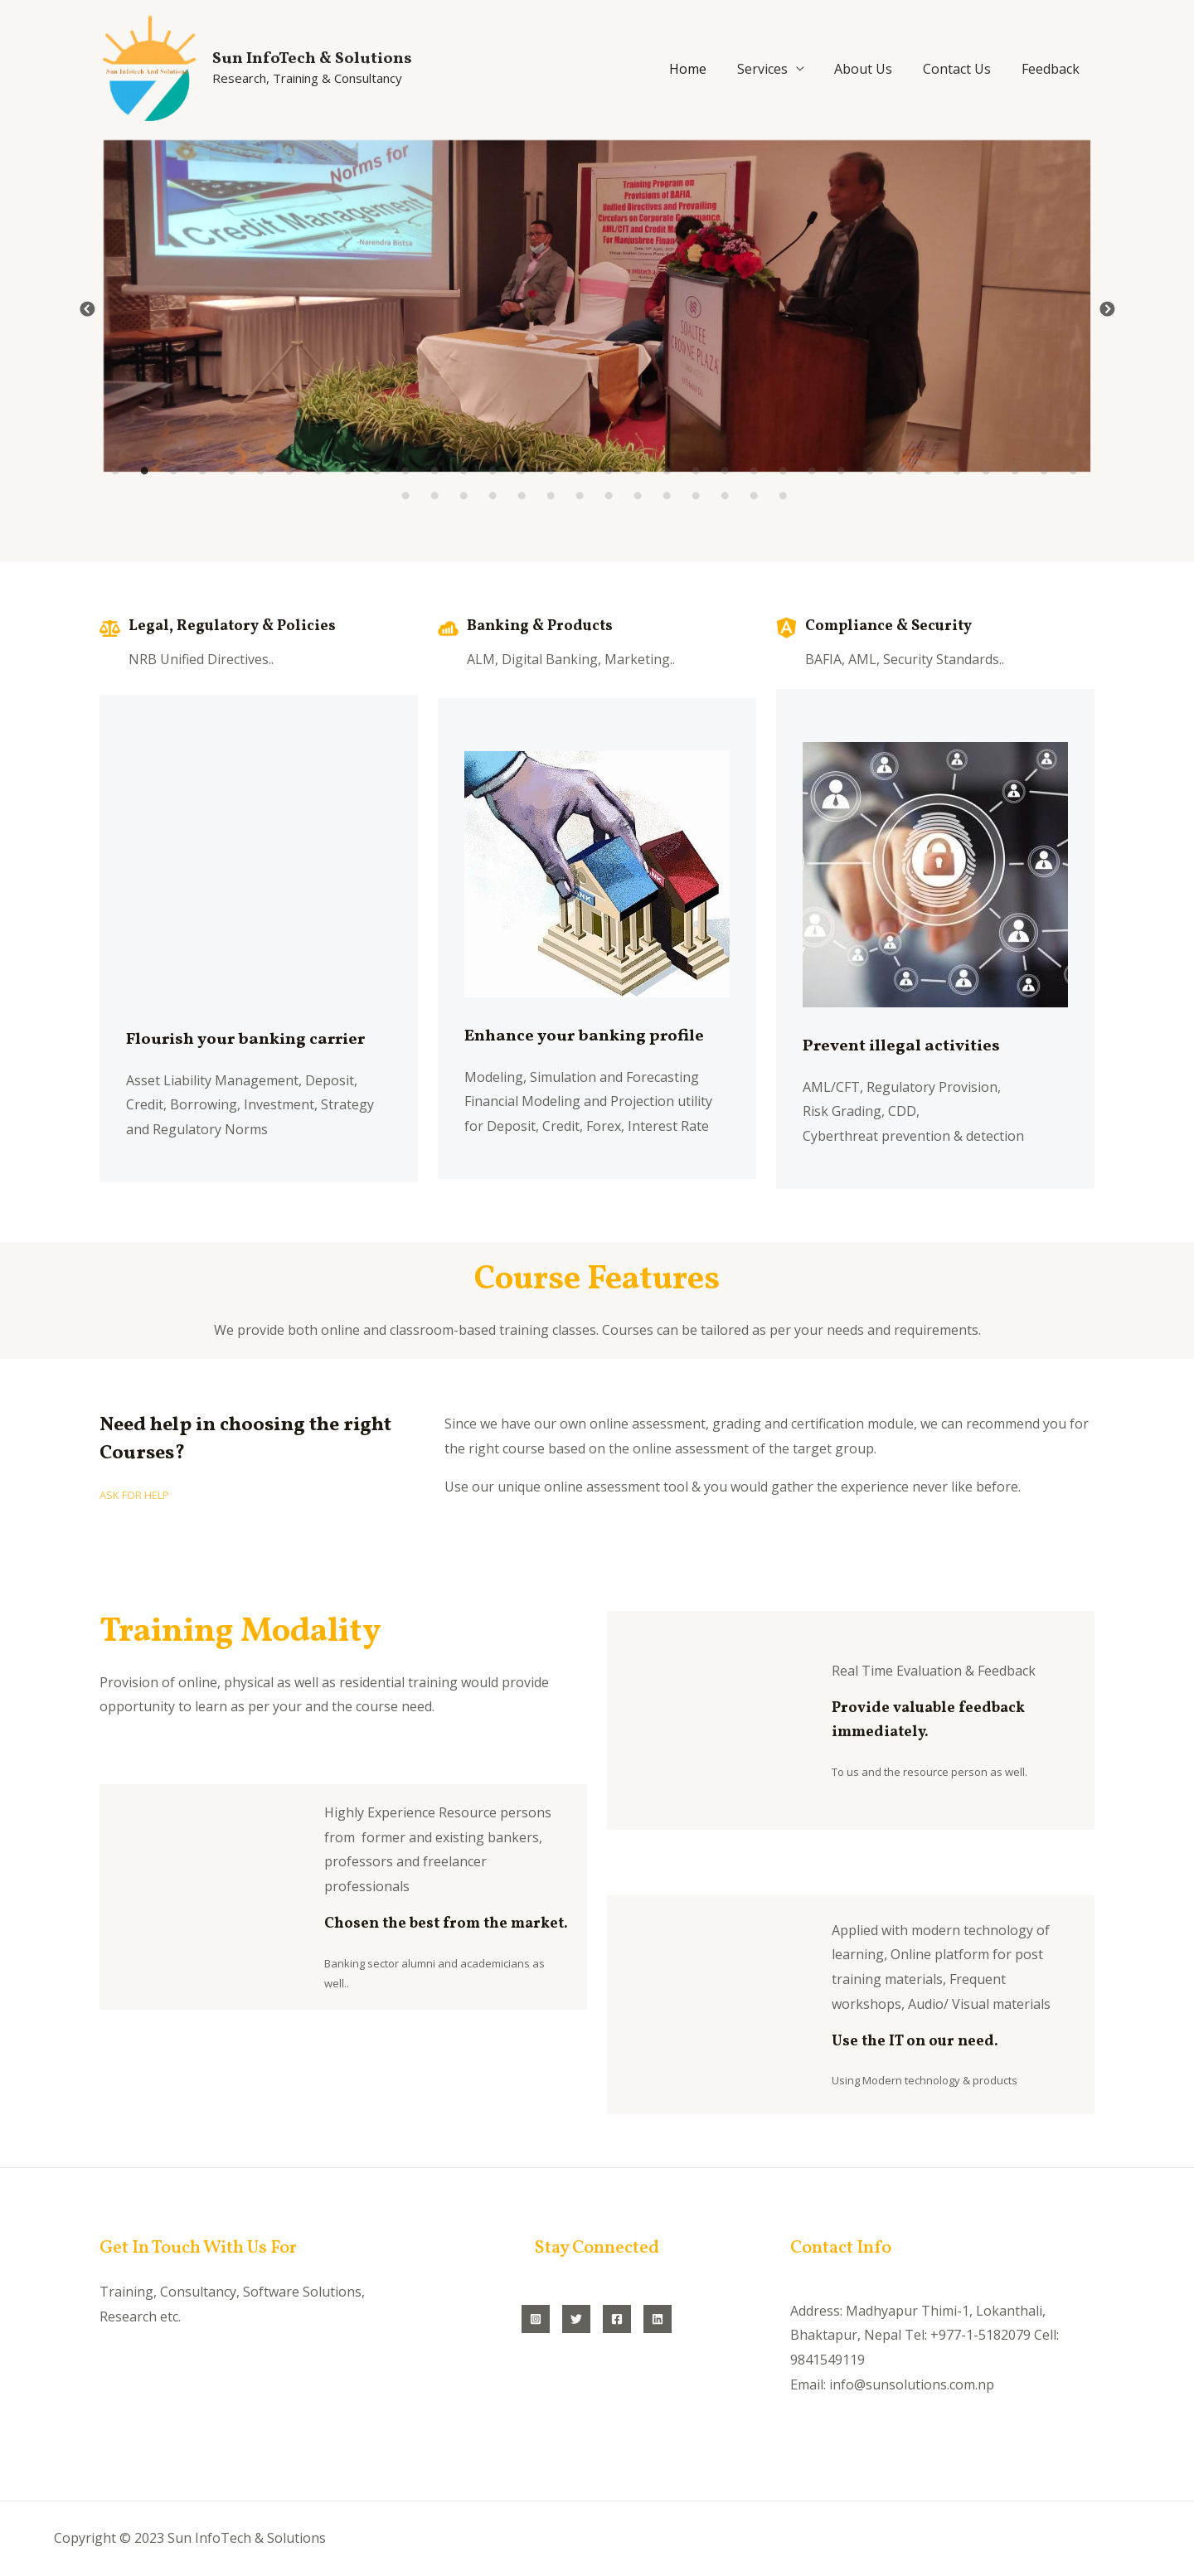 Sun Infotech And Solutions
Sun InfoTech & Solutions
Research, Training & Consultancy
Home
Services
About Us
Contact Us
Feedback
Norms for
Credit Management
-Narendra Bista
Training Program on
Provisions of BAFIA,
Unified Directives and Prevailing
Circulars on Corporate Governance,
AML/CFT and Credit
For Manjushree
SOALTEE
CROWNE PLAZA
Legal, Regulatory & Policies
NRB Unified Directives..
Banking & Products
ALM, Digital Banking, Marketing..
Compliance & Security
BAFIA, AML, Security Standards..
Flourish your banking carrier
Asset Liability Management, Deposit,
Credit, Borrowing, Investment, Strategy
and Regulatory Norms
Enhance your banking profile
Modeling, Simulation and Forecasting
Financial Modeling and Projection utility
for Deposit, Credit, Forex, Interest Rate
Prevent illegal activities
AML/CFT, Regulatory Provision,
Risk Grading, CDD,
Cyberthreat prevention & detection
Course Features
We provide both online and classroom-based training classes. Courses can be tailored as per your needs and requirements.
Need help in choosing the right
Courses?
ASK FOR HELP
Since we have our own online assessment, grading and certification module, we can recommend you for
the right course based on the online assessment of the target group.
Use our unique online assessment tool & you would gather the experience never like before.
Training Modality
Provision of online, physical as well as residential training would provide
opportunity to learn as per your and the course need.
Real Time Evaluation & Feedback
Provide valuable feedback
immediately.
To us and the resource person as well.
Highly Experience Resource persons
from former and existing bankers,
professors and freelancer
professionals
Chosen the best from the market.
Banking sector alumni and academicians as
well..
Applied with modern technology of
learning, Online platform for post
training materials, Frequent
workshops, Audio/ Visual materials
Use the IT on our need.
Using Modern technology & products
Get In Touch With Us For
Training, Consultancy, Software Solutions,
Research etc.
Stay Connected
Contact Info
Address: Madhyapur Thimi-1, Lokanthali,
Bhaktapur, Nepal Tel: +977-1-5182079 Cell:
9841549119
Email: info@sunsolutions.com.np
Copyright © 2023 Sun InfoTech & Solutions